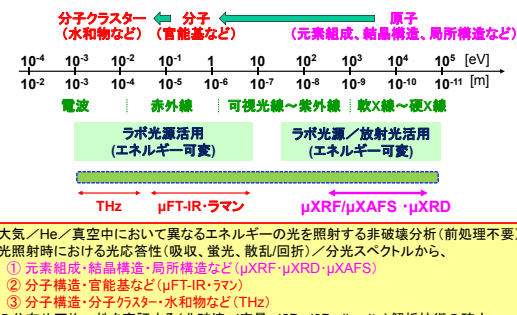 分子クラスター 分子 原子
(水和物など) (官能基など) (元素組成、結晶構造、局所構造など)
10-4 10-3 10-2 10-1 1 10 102 103 104 105 [eV]
10-2 10-3 10-4 10-5 10-6 10-7 10-8 10-9 10-10 10-11 [m]
電波 赤外線 可視光線～紫外線 軟X線～硬X線
ラボ光源活用 ラボ光源／放射光活用
(エネルギー可変) (エネルギー可変)
THz μFT-IR・ラマン μXRF/μXAFS ・μXRD
大気／He／真空中において異なるエネルギーの光を照射する非破壊分析(前処理不要)
光照射時における光応答性(吸収、蛍光、散乱/回折)／分光スペクトルから、
① 元素組成・結晶構造・局所構造など(μXRF・μXRD・μXAFS)
② 分子構造・官能基など(μFT-IR・ラマン)
③ 分子構造・分子クラスター・水和物など(THz)